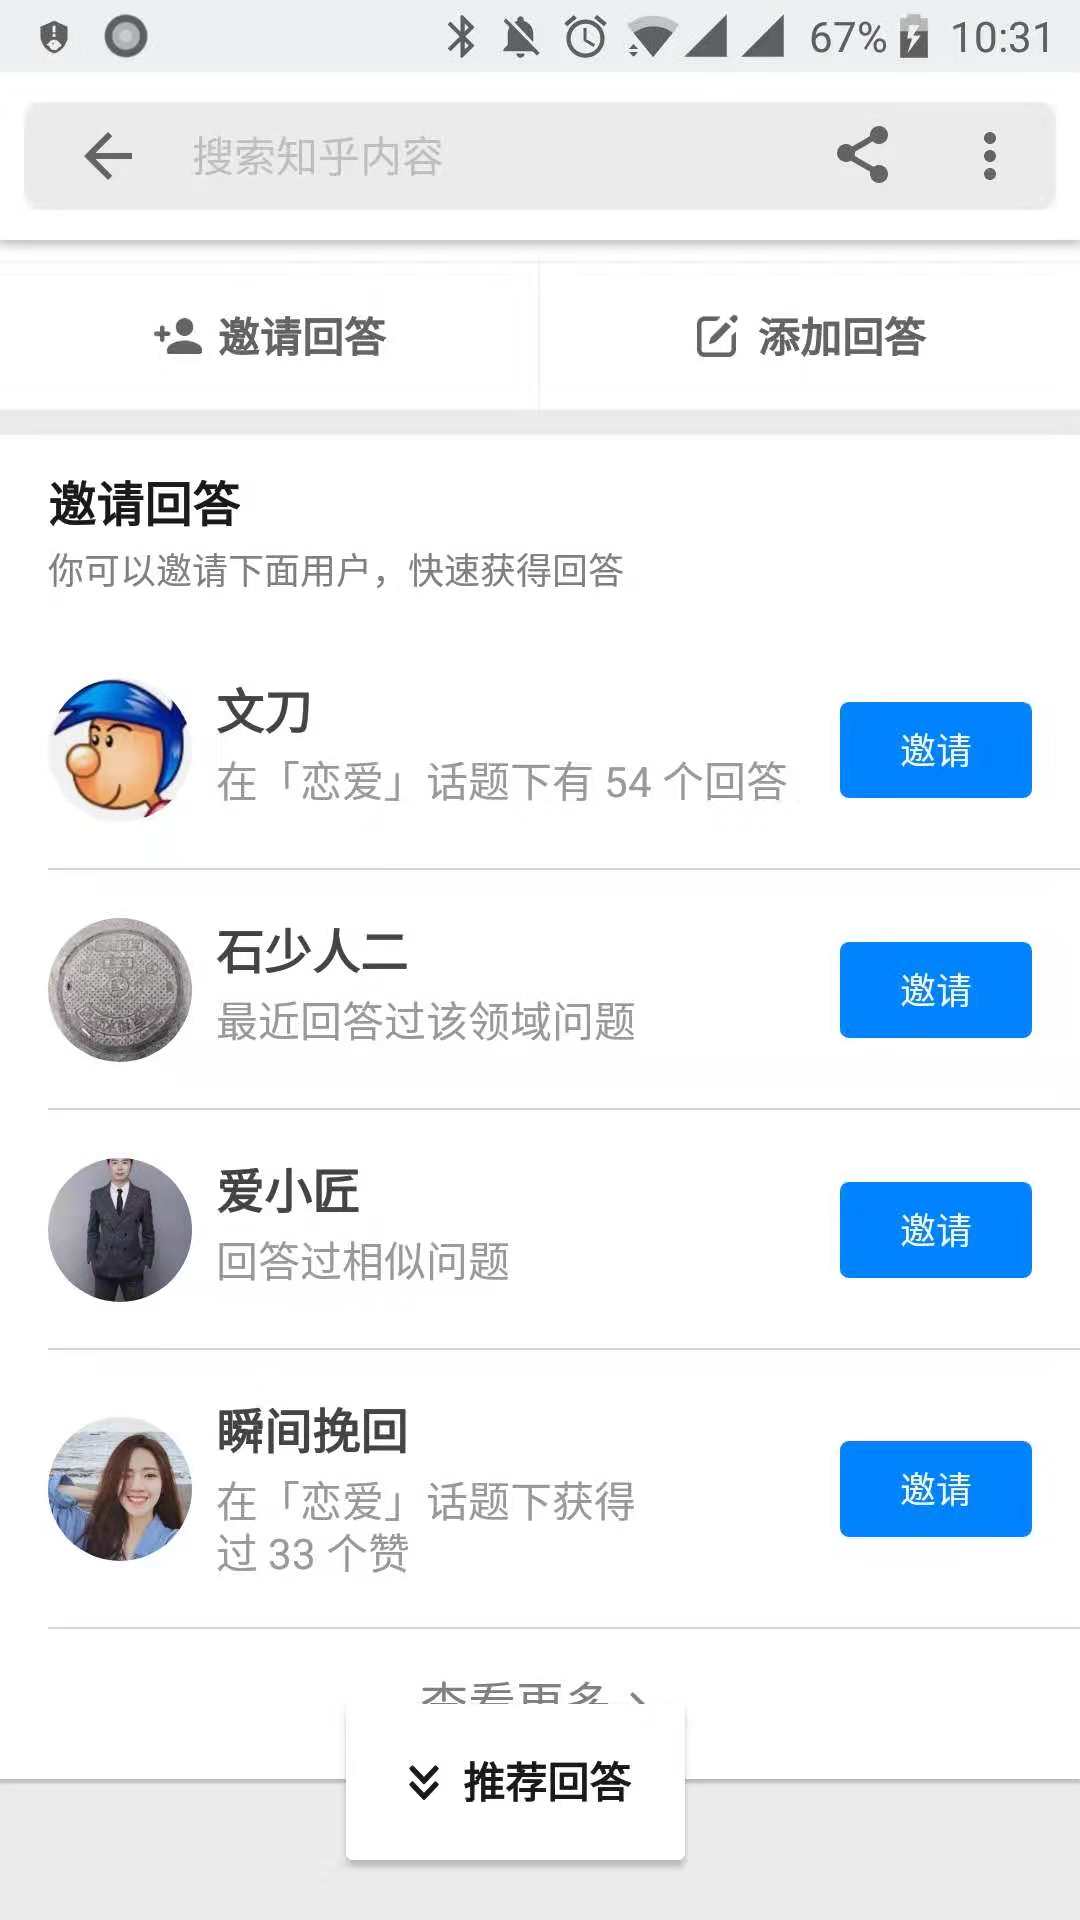 67% 10:31
搜索知乎内容
邀请回答 添加回答
邀请回答
你可以邀请下面用户，快速获得回答
文刀
在「恋爱」话题下有 54 个回答
邀请
石少人二
最近回答过该领域问题
邀请
爱小匠
回答过相似问题
邀请
瞬间挽回
在「恋爱」话题下获得
过 33 个赞
邀请
查看更多
推荐回答